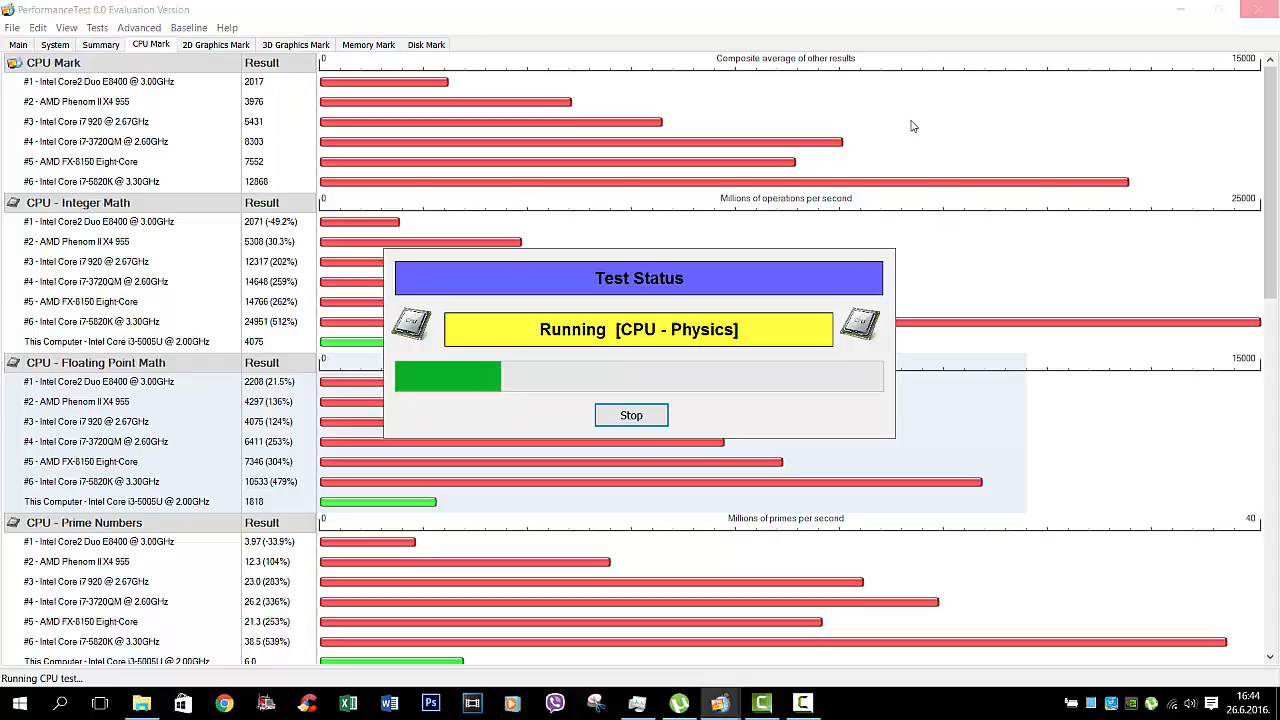 PerformanceTest 8.0 Evaluation Version
File Edit View Tests Advanced Baseline Help
Main System Summary CPU Mark 2D Graphics Mark 3D Graphics Mark Memory Mark Disk Mark
CPU Mark Result 0 Composite average of other results 15000
#1 - Intel Core2 Duo E8400 @ 3.00GHz 2017
#2 - AMD Phenom II X4 955 3976
#3 - Intel Core i7 920 @ 2.67GHz 5431
#4 - Intel Core i7-3720QM @ 2.60GHz 8303
#5 - AMD FX-8150 Eight-Core 7552
#6 - Intel Core i7-5820K @ 3.30GHz 12868
CPU - Integer Math Result 0 Millions of operations per second 25000
#1 - Intel Core2 Duo E8400 @ 3.00GHz 2071 (-49.2%)
#2 - AMD Phenom II X4 955 5308 (30.3%)
#3 - Intel Core i7 920 @ 2.67GHz 12317 (202%)
#4 - Intel Core i7-3720QM @ 2.60GHz 14648 (259%)
#5 - AMD FX-8150 Eight-Core 14766 (262%)
#6 - Intel Core i7-5820K @ 3.30GHz 24951 (512%)
This Computer - Intel Core i3-5005U @ 2.00GHz 4075
Test Status
Running [CPU - Physics]
Stop
CPU - Floating Point Math Result 0 15000
#1 - Intel Core2 Duo E8400 @ 3.00GHz 2208 (21.5%)
#2 - AMD Phenom II X4 955 4297 (136%)
#3 - Intel Core i7 920 @ 2.67GHz 4075 (124%)
#4 - Intel Core i7-3720QM @ 2.60GHz 6411 (253%)
#5 - AMD FX-8150 Eight-Core 7346 (304%)
#6 - Intel Core i7-5820K @ 3.30GHz 10533 (479%)
This Computer - Intel Core i3-5005U @ 2.00GHz 1818
CPU - Prime Numbers Result 0 Millions of primes per second 40
#1 - Intel Core2 Duo E8400 @ 3.00GHz 3.97 (-33.9%)
#2 - AMD Phenom II X4 955 12.3 (104%)
#3 - Intel Core i7 920 @ 2.67GHz 23.0 (283%)
#4 - Intel Core i7-3720QM @ 2.60GHz 26.2 (336%)
#5 - AMD FX-8150 Eight-Core 21.3 (253%)
#6 - Intel Core i7-5820K @ 3.30GHz 38.5 (539%)
This Computer - Intel Core i3-5005U @ 2.00GHz 6.0
Running CPU test...
Ps
16:44
26.6.2016.